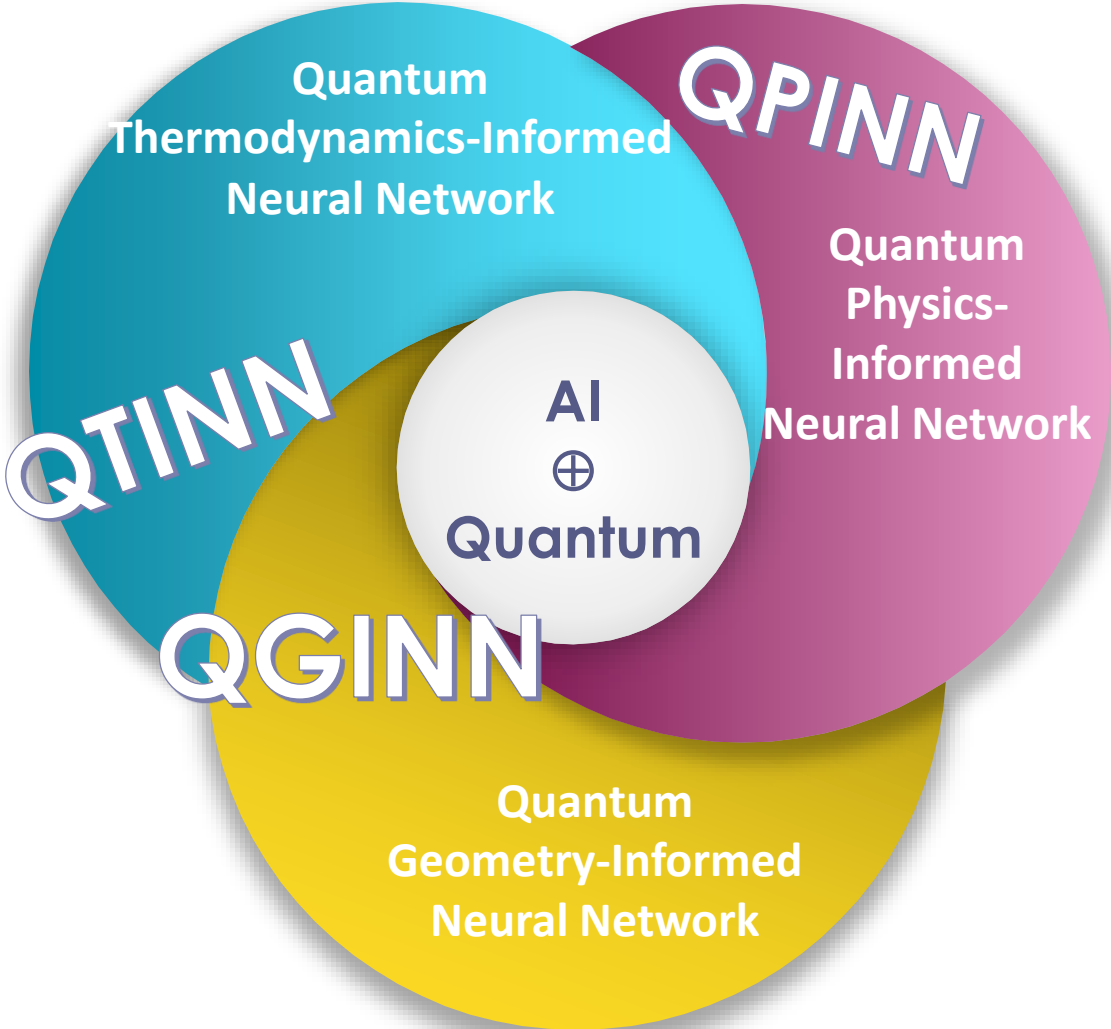 Quantum
Thermodynamics-Informed
Neural Network
QPINN
Quantum
Physics-
Informed
Neural Network
QTINN
AI
⊕
Quantum
QGINN
Quantum
Geometry-Informed
Neural Network